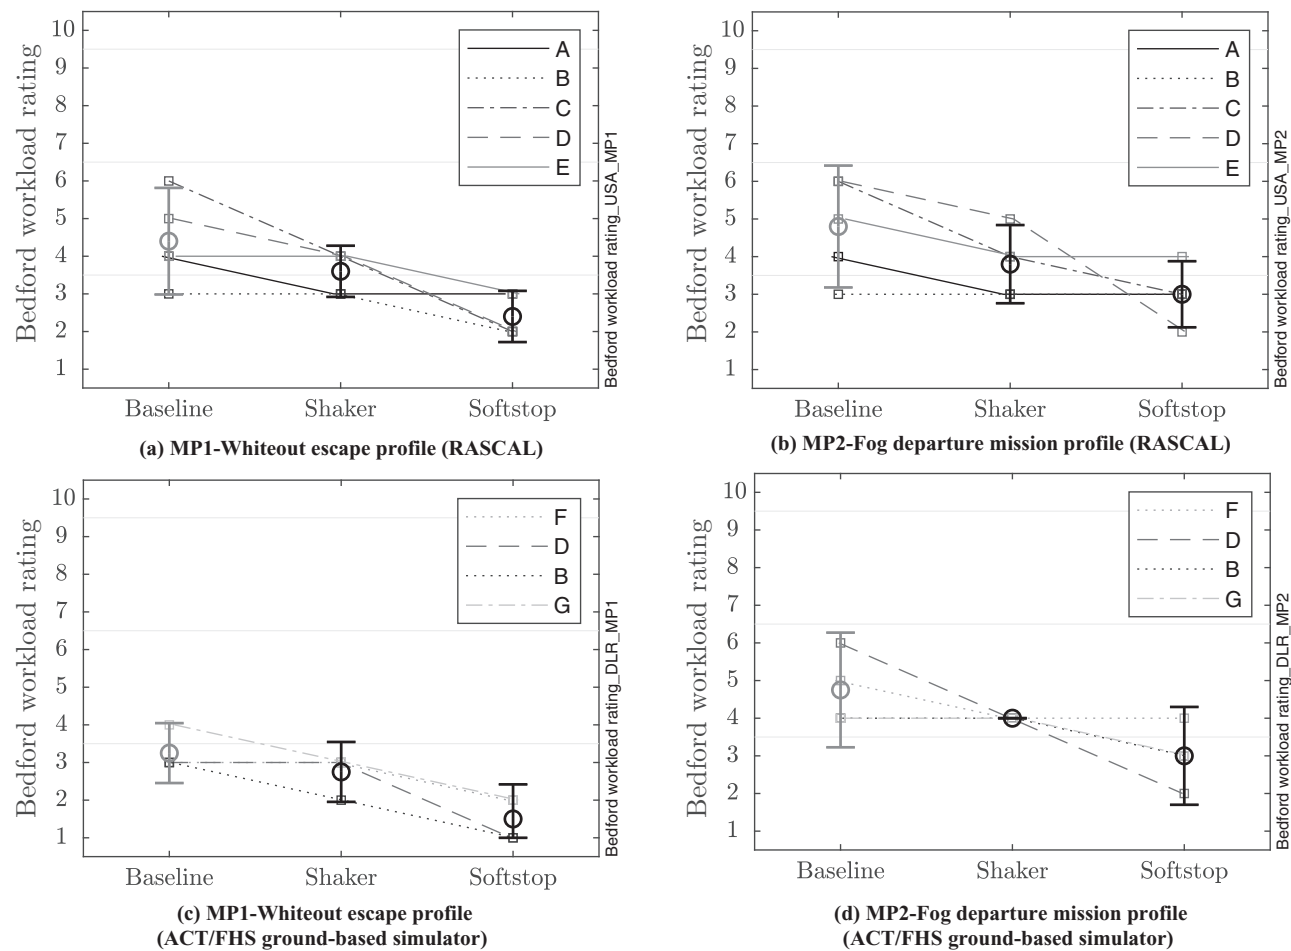 10
9
8
7
6
5
4
3
2
1
Bedford workload rating
A
B
C
D
E
Bedford workload rating_USA_MP1
Baseline Shaker Softstop
(a) MP1-Whiteout escape profile (RASCAL)
10
9
8
7
6
5
4
3
2
1
Bedford workload rating
A
B
C
D
E
Bedford workload rating_USA_MP2
Baseline Shaker Softstop
(b) MP2-Fog departure mission profile (RASCAL)
10
9
8
7
6
5
4
3
2
1
Bedford workload rating
F
D
B
G
Bedford workload rating_DLR_MP1
Baseline Shaker Softstop
(c) MP1-Whiteout escape profile
(ACT/FHS ground-based simulator)
10
9
8
7
6
5
4
3
2
1
Bedford workload rating
F
D
B
G
Bedford workload rating_DLR_MP2
Baseline Shaker Softstop
(d) MP2-Fog departure mission profile
(ACT/FHS ground-based simulator)